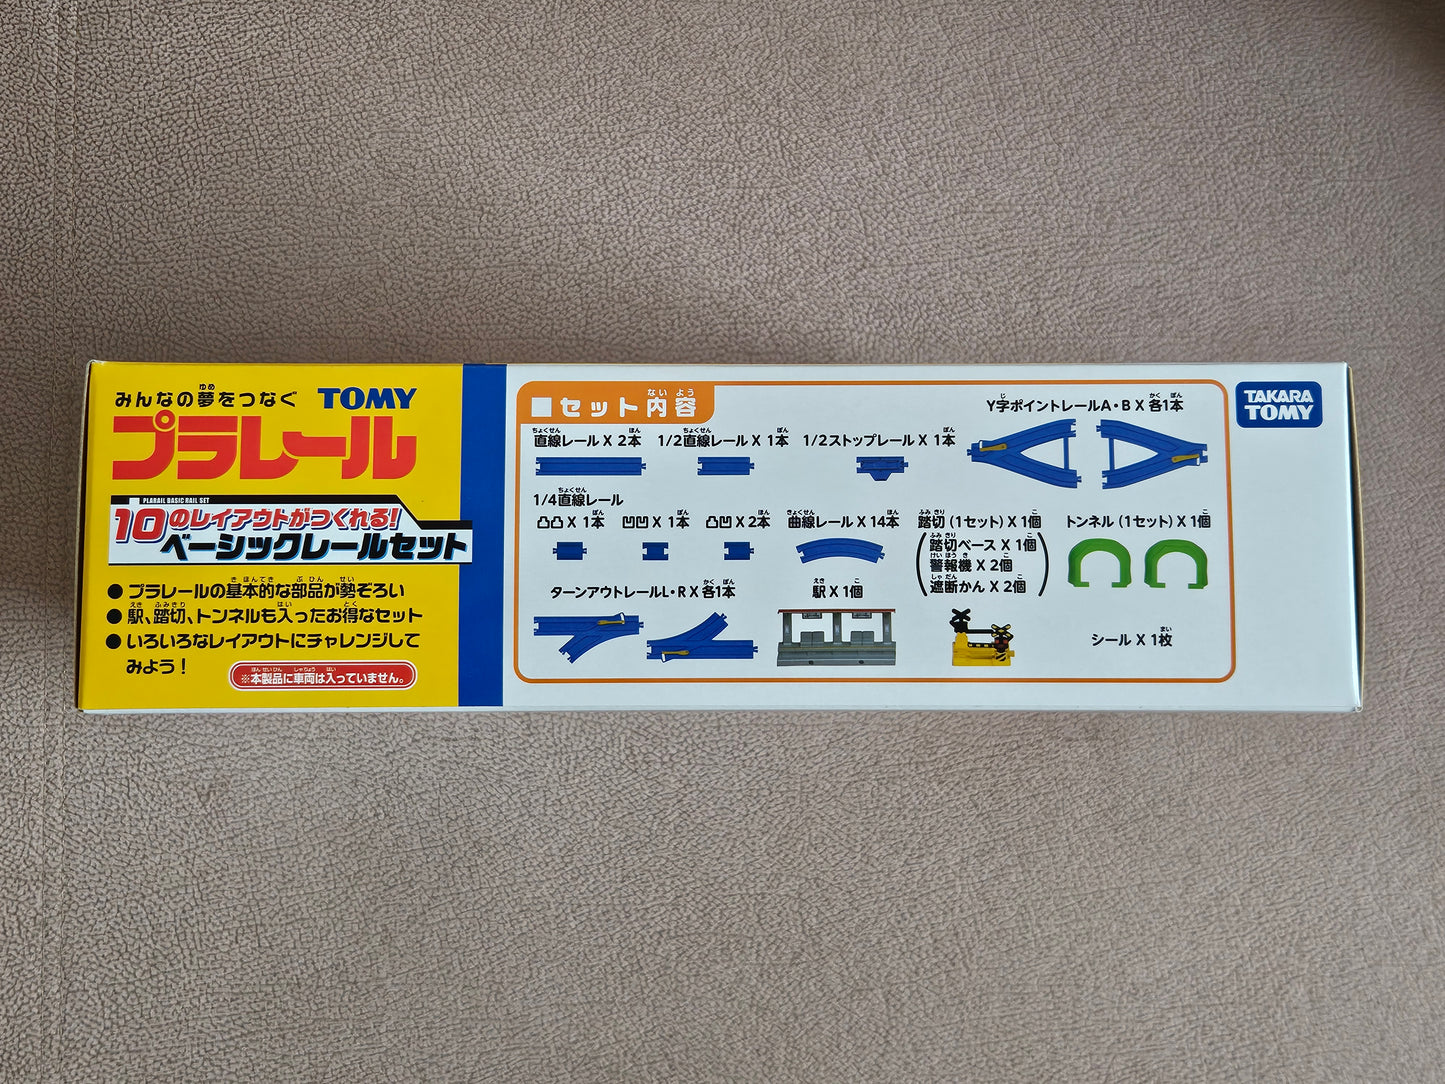 みんなの夢をつなぐ TOMY
プラレール
PLARAIL BASIC RAIL SET
10のレイアウトがつくれる!
ベーシックレールセット
●プラレールの基本的な部品が勢ぞろい
●駅、踏切、トンネルも入ったお得なセット
●いろいろなレイアウトにチャレンジして
みよう!
※本製品に車両は入っていません。
■セット内容
直線レール X 2本 1/2直線レール X 1本 1/2ストップレール X 1本
Y字ポイントレールA・B X 各1本
1/4直線レール
凸凸 X 1本 凹凹 X 1本 凸凹 X 2本 曲線レール X 14本
踏切(1セット) X 1個
(踏切ベース X 1個
警報機 X 2個
遮断かん X 2個)
トンネル(1セット) X 1個
ターンアウトレールL・R X 各1本 駅 X 1個
シール X 1枚
TAKARA
TOMY